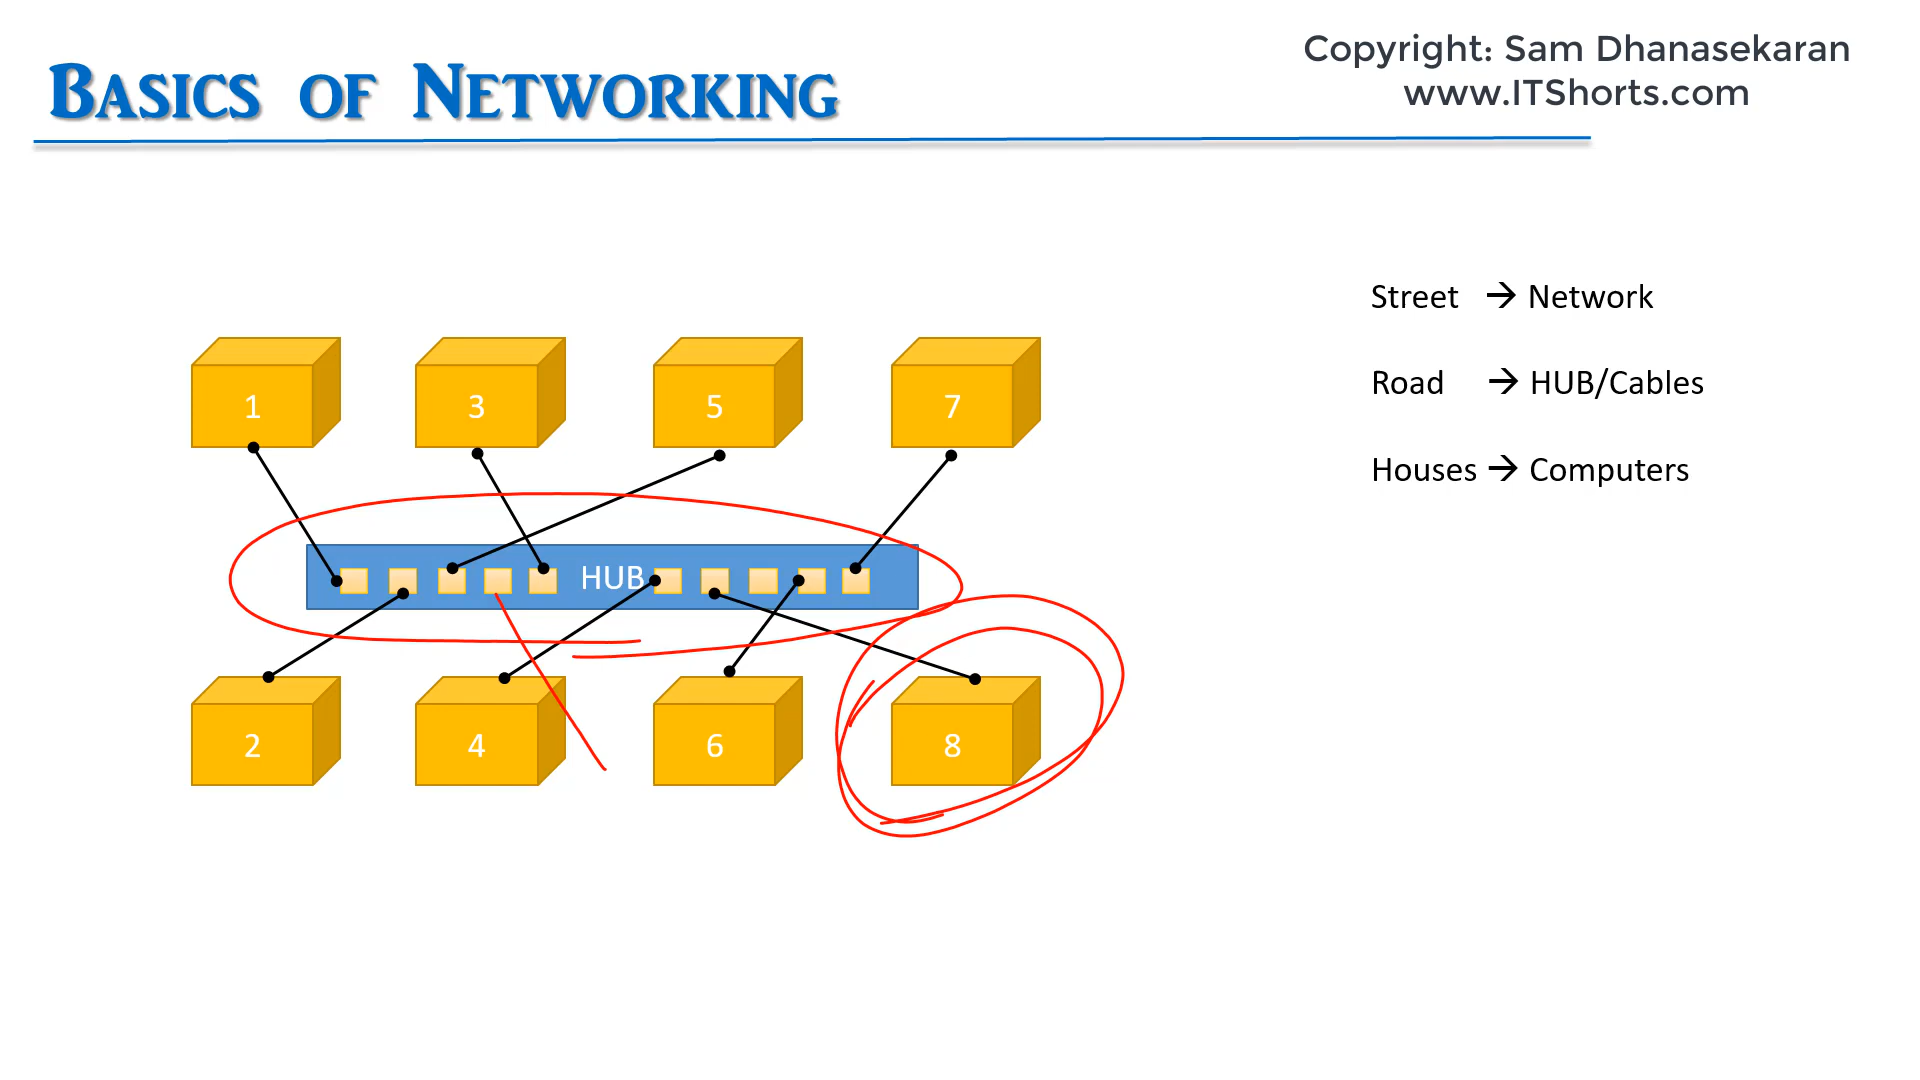 Copyright: Sam Dhanasekaran
www.ITShorts.com
BASICS OF NETWORKING
Street → Network
Road → HUB/Cables
Houses → Computers
1 3 5 7
HUB
2 4 6 8